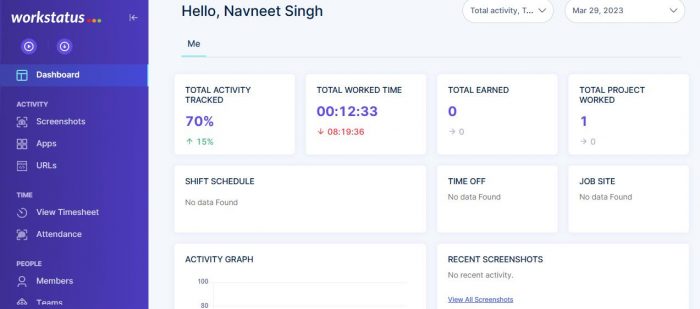 workstatus
Dashboard
ACTIVITY
Screenshots
Apps
URLs
TIME
View Timesheet
Attendance
PEOPLE
Members
Teams
Hello, Navneet Singh
Total activity, T...
Mar 29, 2023
Me
TOTAL ACTIVITY
TRACKED
70%
↑ 15%
TOTAL WORKED TIME
00:12:33
↓ 08:19:36
TOTAL EARNED
0
→ 0
TOTAL PROJECT
WORKED
1
→ 0
SHIFT SCHEDULE
No data Found
TIME OFF
No data Found
JOB SITE
No data Found
ACTIVITY GRAPH
100
80
RECENT SCREENSHOTS
No recent activity.
View All Screenshots